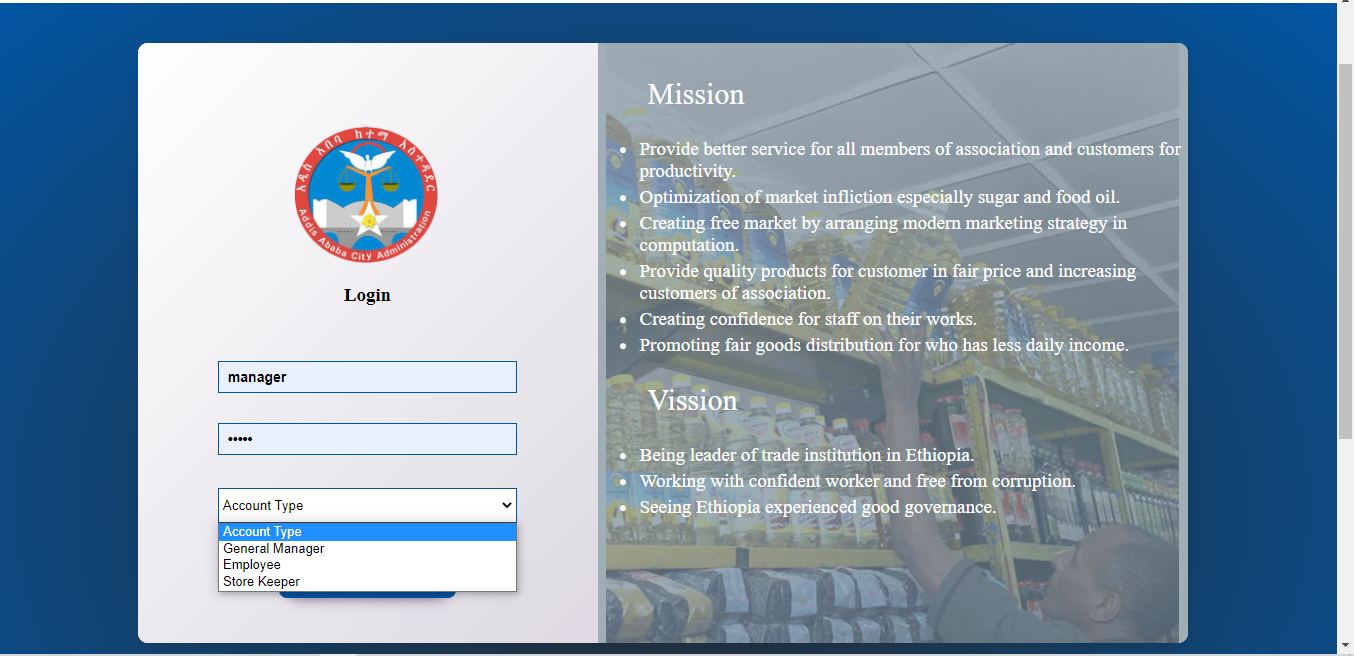 አዲስ አበባ ከተማ አስተዳደር
Addis Ababa City Administration
Login
manager
•••••
Account Type
Account Type
General Manager
Employee
Store Keeper
Mission
Provide better service for all members of association and customers for
productivity.
Optimization of market infliction especially sugar and food oil.
Creating free market by arranging modern marketing strategy in
computation.
Provide quality products for customer in fair price and increasing
customers of association.
Creating confidence for staff on their works.
Promoting fair goods distribution for who has less daily income.
Vission
Being leader of trade institution in Ethiopia.
Working with confident worker and free from corruption.
Seeing Ethiopia experienced good governance.